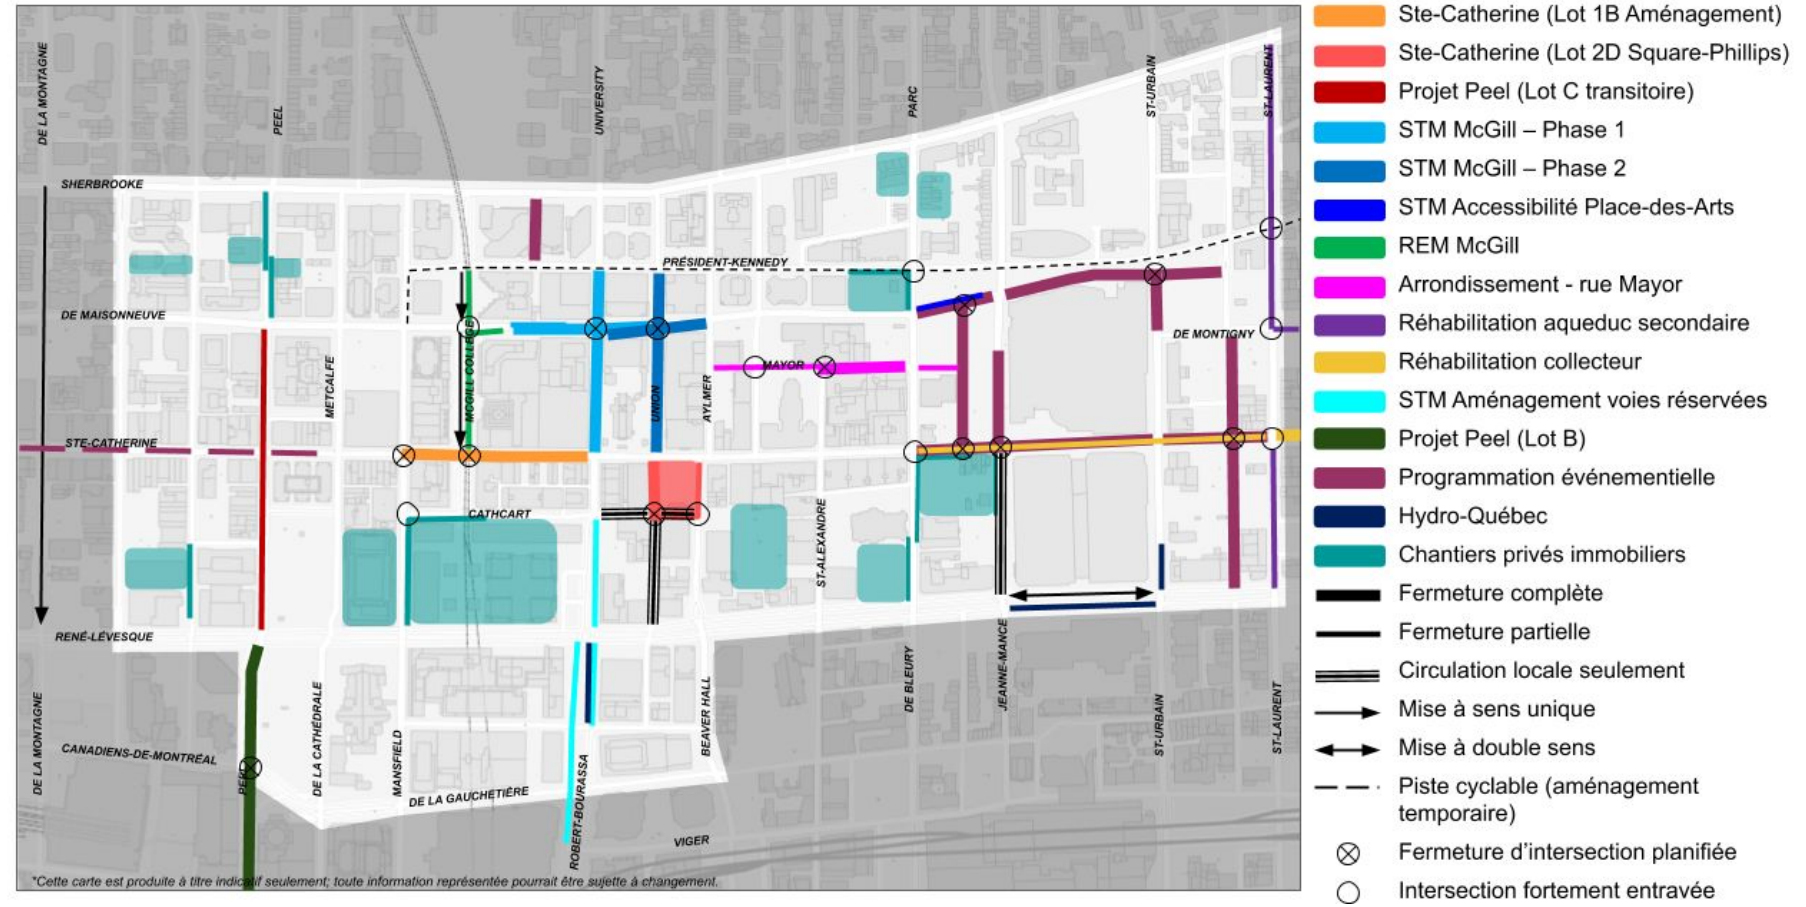 DE LA MONTAGNE
PEEL
UNIVERSITY
PARC
ST-URBAIN
ST-LAURENT
SHERBROOKE
PRÉSIDENT-KENNEDY
DE MAISONNEUVE
DE MONTIGNY
METCALFE
MCGILL COLLEGE
UNION
AYLMER
MAYOR
STE-CATHERINE
CATHCART
ST-ALEXANDRE
RENÉ-LÉVESQUE
DE LA MONTAGNE
CANADIENS-DE-MONTRÉAL
PEEL
DE LA CATHÉDRALE
MANSFIELD
DE LA GAUCHETIÈRE
ROBERT-BOURASSA
BEAVER HALL
VIGER
DE BLEURY
JEANNE-MANCE
ST-URBAIN
ST-LAURENT
*Cette carte est produite à titre indicatif seulement; toute information représentée pourrait être sujette à changement.
Ste-Catherine (Lot 1B Aménagement)
Ste-Catherine (Lot 2D Square-Phillips)
Projet Peel (Lot C transitoire)
STM McGill – Phase 1
STM McGill – Phase 2
STM Accessibilité Place-des-Arts
REM McGill
Arrondissement - rue Mayor
Réhabilitation aqueduc secondaire
Réhabilitation collecteur
STM Aménagement voies réservées
Projet Peel (Lot B)
Programmation événementielle
Hydro-Québec
Chantiers privés immobiliers
Fermeture complète
Fermeture partielle
Circulation locale seulement
Mise à sens unique
Mise à double sens
Piste cyclable (aménagement
temporaire)
Fermeture d'intersection planifiée
Intersection fortement entravée